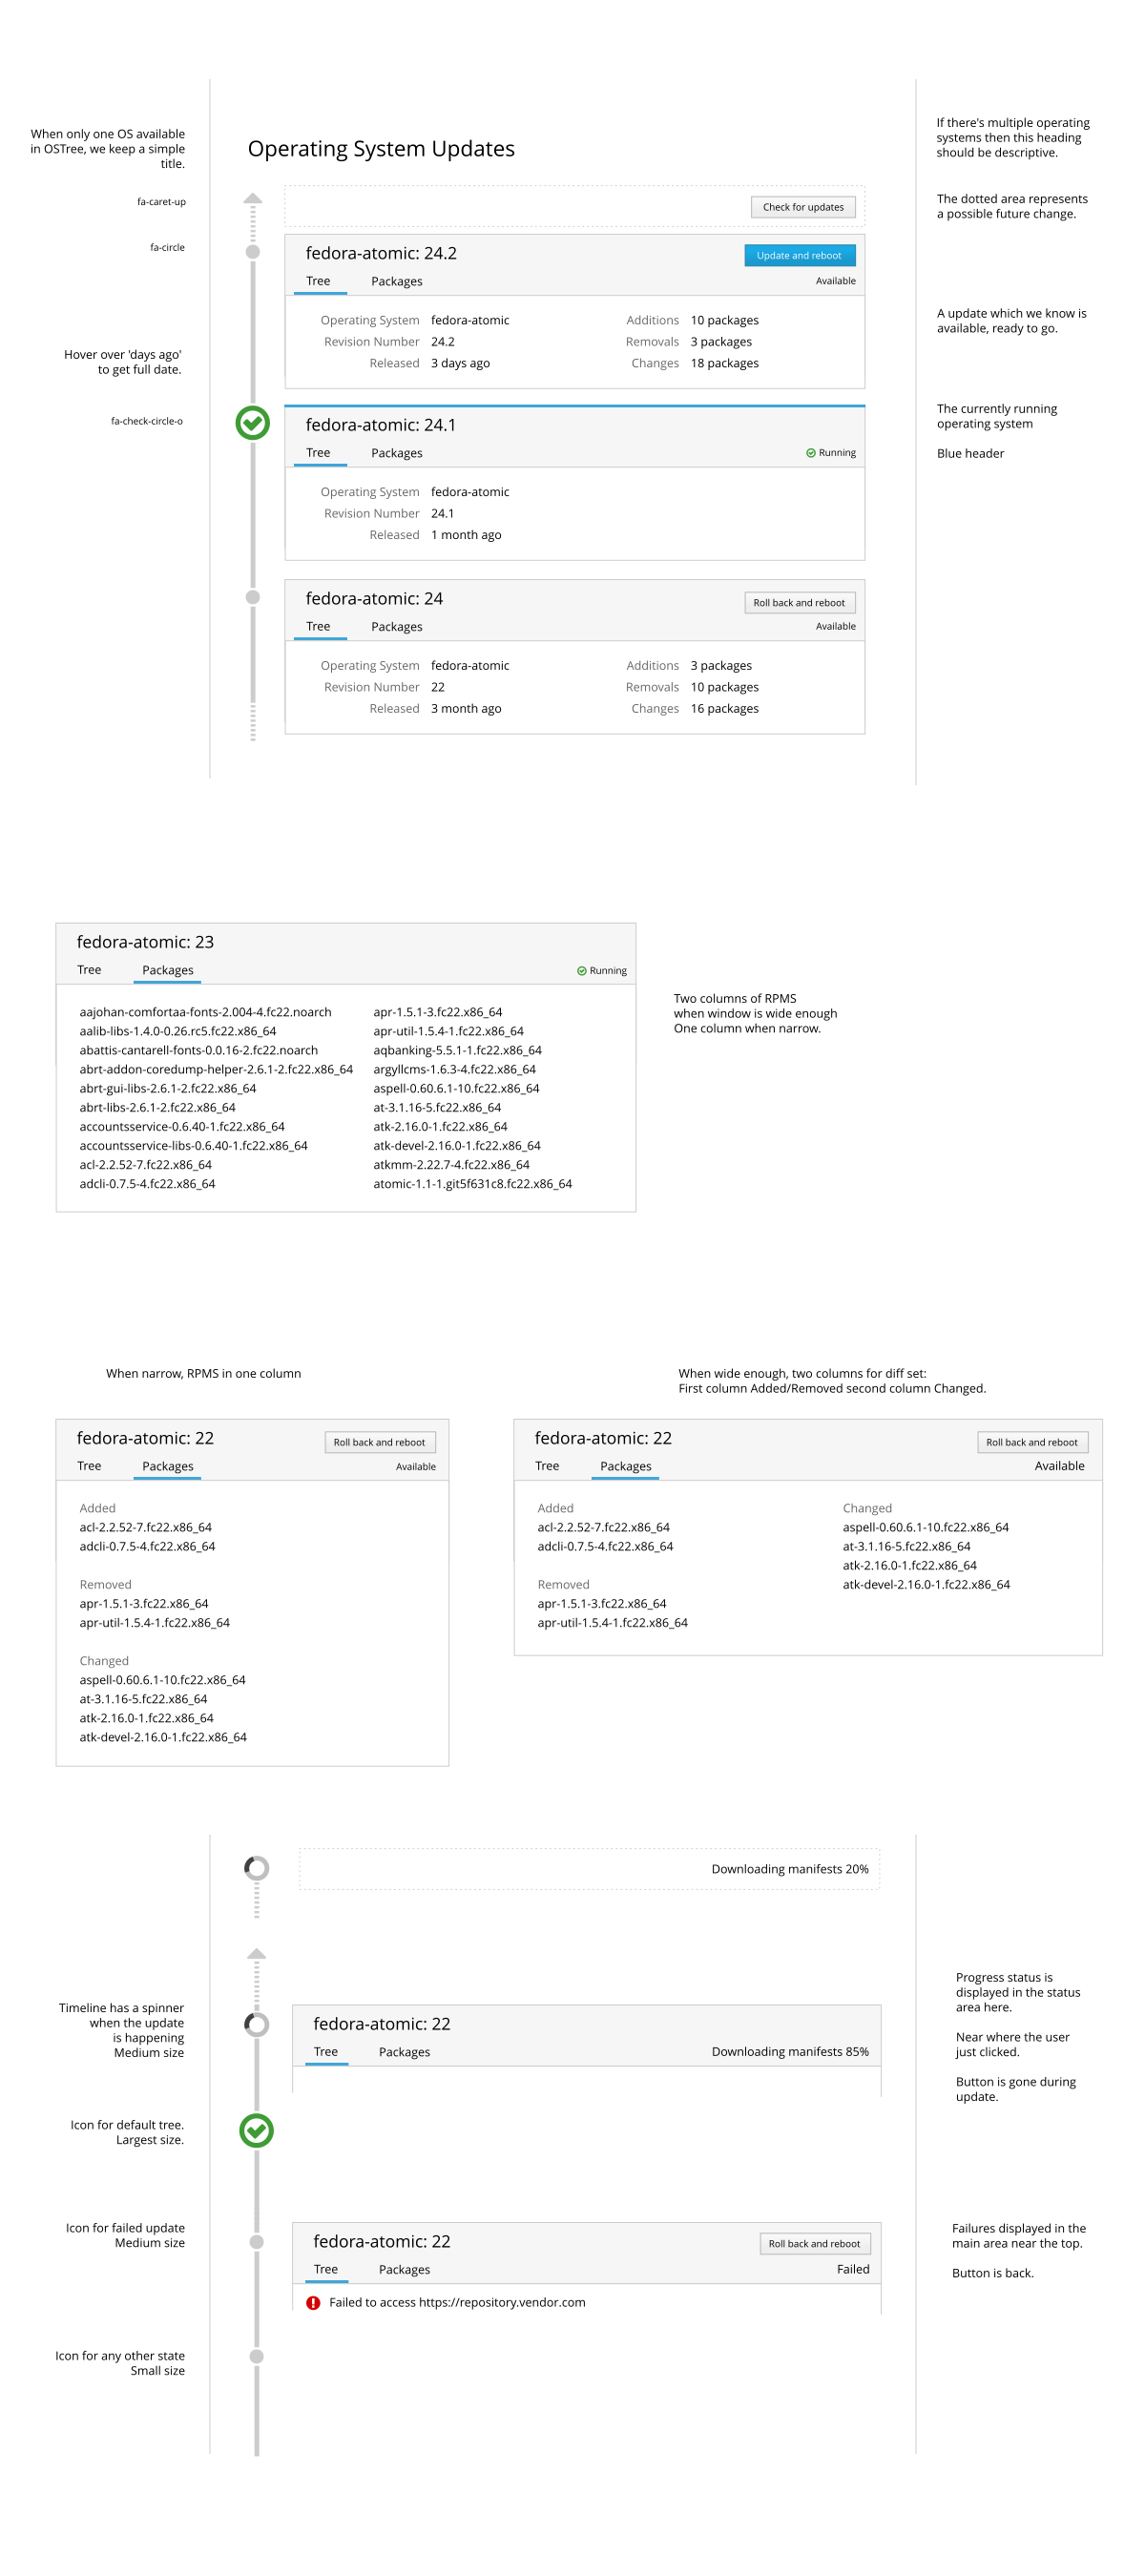 When only one OS available
in OSTree, we keep a simple
title.
fa-caret-up
fa-circle
Hover over 'days ago'
to get full date.
fa-check-circle-o
Operating System Updates
Check for updates
fedora-atomic: 24.2
Update and reboot
Tree Packages Available
Operating System fedora-atomic Additions 10 packages
Revision Number 24.2 Removals 3 packages
Released 3 days ago Changes 18 packages
fedora-atomic: 24.1
Tree Packages Running
Operating System fedora-atomic
Revision Number 24.1
Released 1 month ago
fedora-atomic: 24
Roll back and reboot
Tree Packages Available
Operating System fedora-atomic Additions 3 packages
Revision Number 22 Removals 10 packages
Released 3 month ago Changes 16 packages
If there's multiple operating
systems then this heading
should be descriptive.
The dotted area represents
a possible future change.
A update which we know is
available, ready to go.
The currently running
operating system
Blue header
fedora-atomic: 23
Tree Packages Running
aajohan-comfortaa-fonts-2.004-4.fc22.noarch
aalib-libs-1.4.0-0.26.rc5.fc22.x86_64
abattis-cantarell-fonts-0.0.16-2.fc22.noarch
abrt-addon-coredump-helper-2.6.1-2.fc22.x86_64
abrt-gui-libs-2.6.1-2.fc22.x86_64
abrt-libs-2.6.1-2.fc22.x86_64
accountsservice-0.6.40-1.fc22.x86_64
accountsservice-libs-0.6.40-1.fc22.x86_64
acl-2.2.52-7.fc22.x86_64
adcli-0.7.5-4.fc22.x86_64
apr-1.5.1-3.fc22.x86_64
apr-util-1.5.4-1.fc22.x86_64
aqbanking-5.5.1-1.fc22.x86_64
argyllcms-1.6.3-4.fc22.x86_64
aspell-0.60.6.1-10.fc22.x86_64
at-3.1.16-5.fc22.x86_64
atk-2.16.0-1.fc22.x86_64
atk-devel-2.16.0-1.fc22.x86_64
atkmm-2.22.7-4.fc22.x86_64
atomic-1.1-1.git5f631c8.fc22.x86_64
Two columns of RPMS
when window is wide enough
One column when narrow.
When narrow, RPMS in one column
fedora-atomic: 22
Roll back and reboot
Tree Packages Available
Added
acl-2.2.52-7.fc22.x86_64
adcli-0.7.5-4.fc22.x86_64
Removed
apr-1.5.1-3.fc22.x86_64
apr-util-1.5.4-1.fc22.x86_64
Changed
aspell-0.60.6.1-10.fc22.x86_64
at-3.1.16-5.fc22.x86_64
atk-2.16.0-1.fc22.x86_64
atk-devel-2.16.0-1.fc22.x86_64
When wide enough, two columns for diff set:
First column Added/Removed second column Changed.
fedora-atomic: 22
Roll back and reboot
Tree Packages Available
Added
acl-2.2.52-7.fc22.x86_64
adcli-0.7.5-4.fc22.x86_64
Removed
apr-1.5.1-3.fc22.x86_64
apr-util-1.5.4-1.fc22.x86_64
Changed
aspell-0.60.6.1-10.fc22.x86_64
at-3.1.16-5.fc22.x86_64
atk-2.16.0-1.fc22.x86_64
atk-devel-2.16.0-1.fc22.x86_64
Downloading manifests 20%
Timeline has a spinner
when the update
is happening
Medium size
fedora-atomic: 22
Tree Packages Downloading manifests 85%
Progress status is
displayed in the status
area here.
Near where the user
just clicked.
Button is gone during
update.
Icon for default tree.
Largest size.
Icon for failed update
Medium size
fedora-atomic: 22
Roll back and reboot
Tree Packages Failed
Failed to access https://repository.vendor.com
Failures displayed in the
main area near the top.
Button is back.
Icon for any other state
Small size